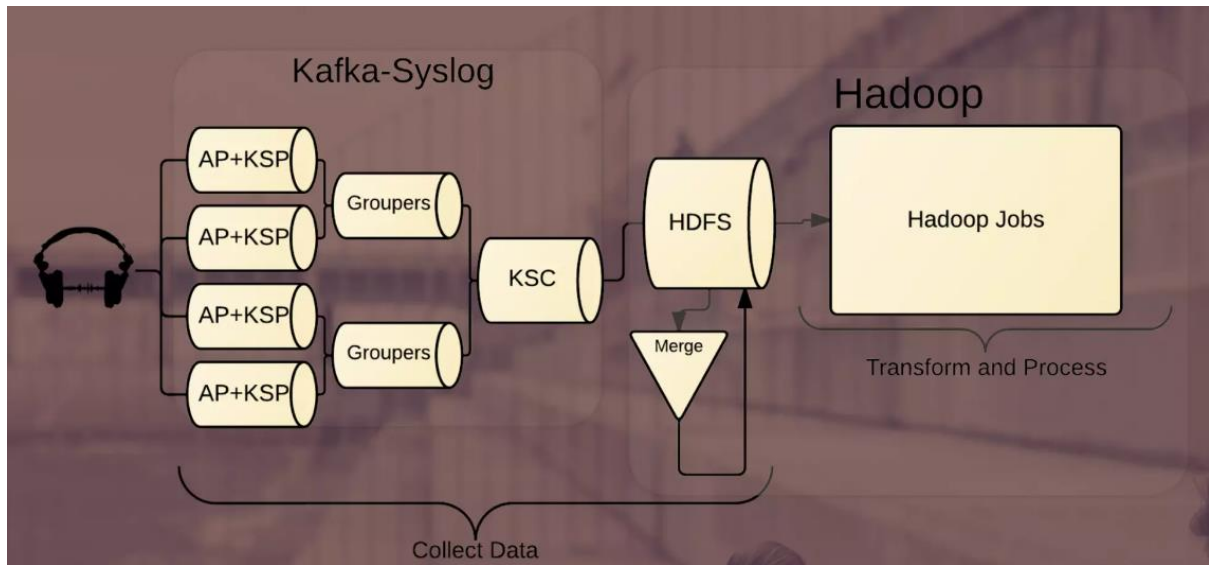 Kafka-Syslog
Hadoop
AP+KSP
AP+KSP
AP+KSP
AP+KSP
Groupers
Groupers
KSC
HDFS
Merge
Hadoop Jobs
Transform and Process
Collect Data